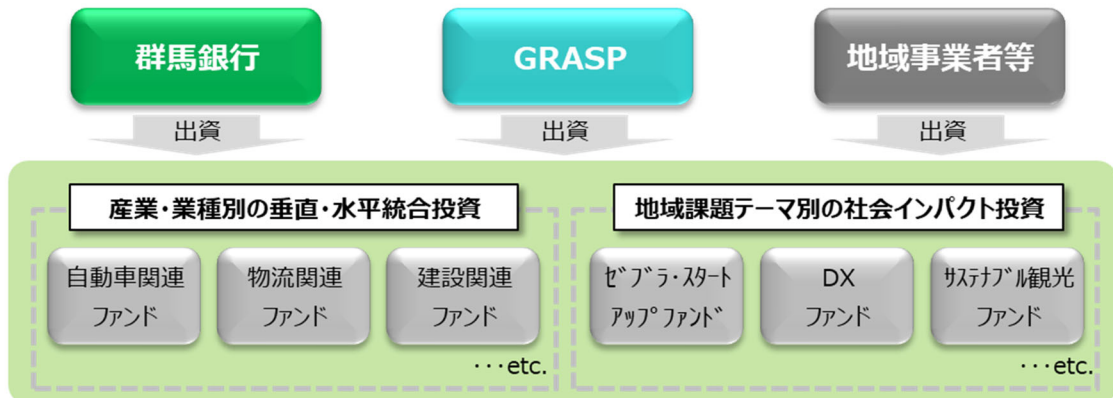 群馬銀行
GRASP
地域事業者等
出資
出資
出資
産業・業種別の垂直・水平統合投資
地域課題テーマ別の社会インパクト投資
自動車関連
ファンド
物流関連
ファンド
建設関連
ファンド
･･･etc.
ｾﾞﾌﾞﾗ・ｽﾀｰﾄ
ｱｯﾌﾟﾌｧﾝﾄﾞ
DX
ファンド
ｻｽﾃﾅﾌﾞﾙ観光
ファンド
･･･etc.